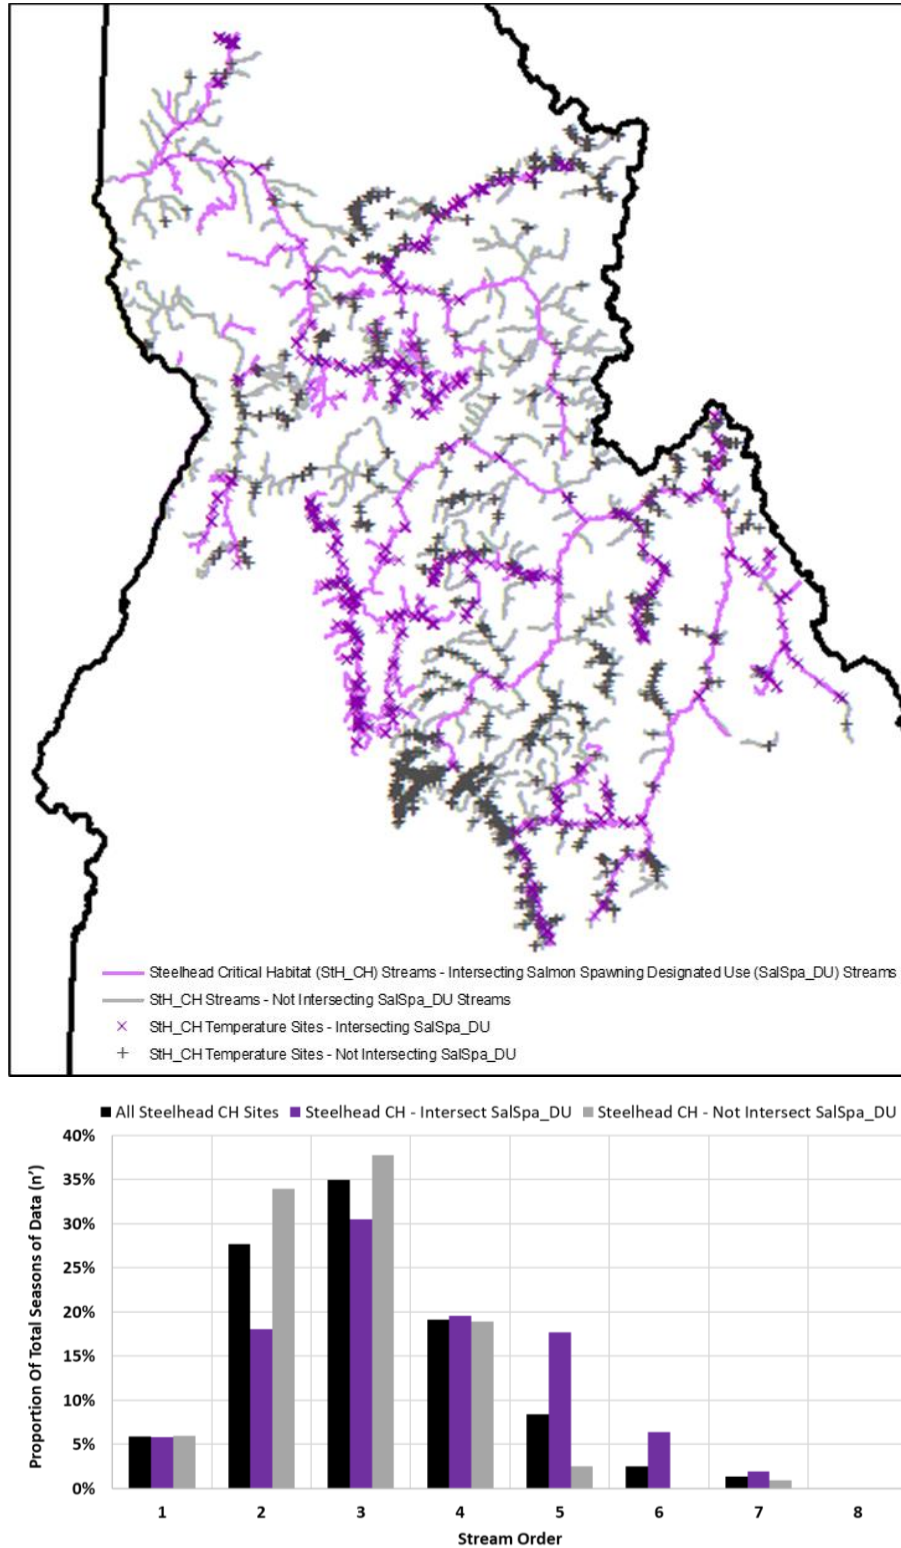 Steelhead Critical Habitat (StH_CH) Streams - Intersecting Salmon Spawning Designated Use (SalSpa_DU) Streams
StH_CH Streams - Not Intersecting SalSpa_DU Streams
StH_CH Temperature Sites - Intersecting SalSpa_DU
StH_CH Temperature Sites - Not Intersecting SalSpa_DU
All Steelhead CH Sites Steelhead CH - Intersect SalSpa_DU Steelhead CH - Not Intersect SalSpa_DU
Proportion Of Total Seasons of Data (n')
40%
35%
30%
25%
20%
15%
10%
5%
0%
1 2 3 4 5 6 7 8
Stream Order